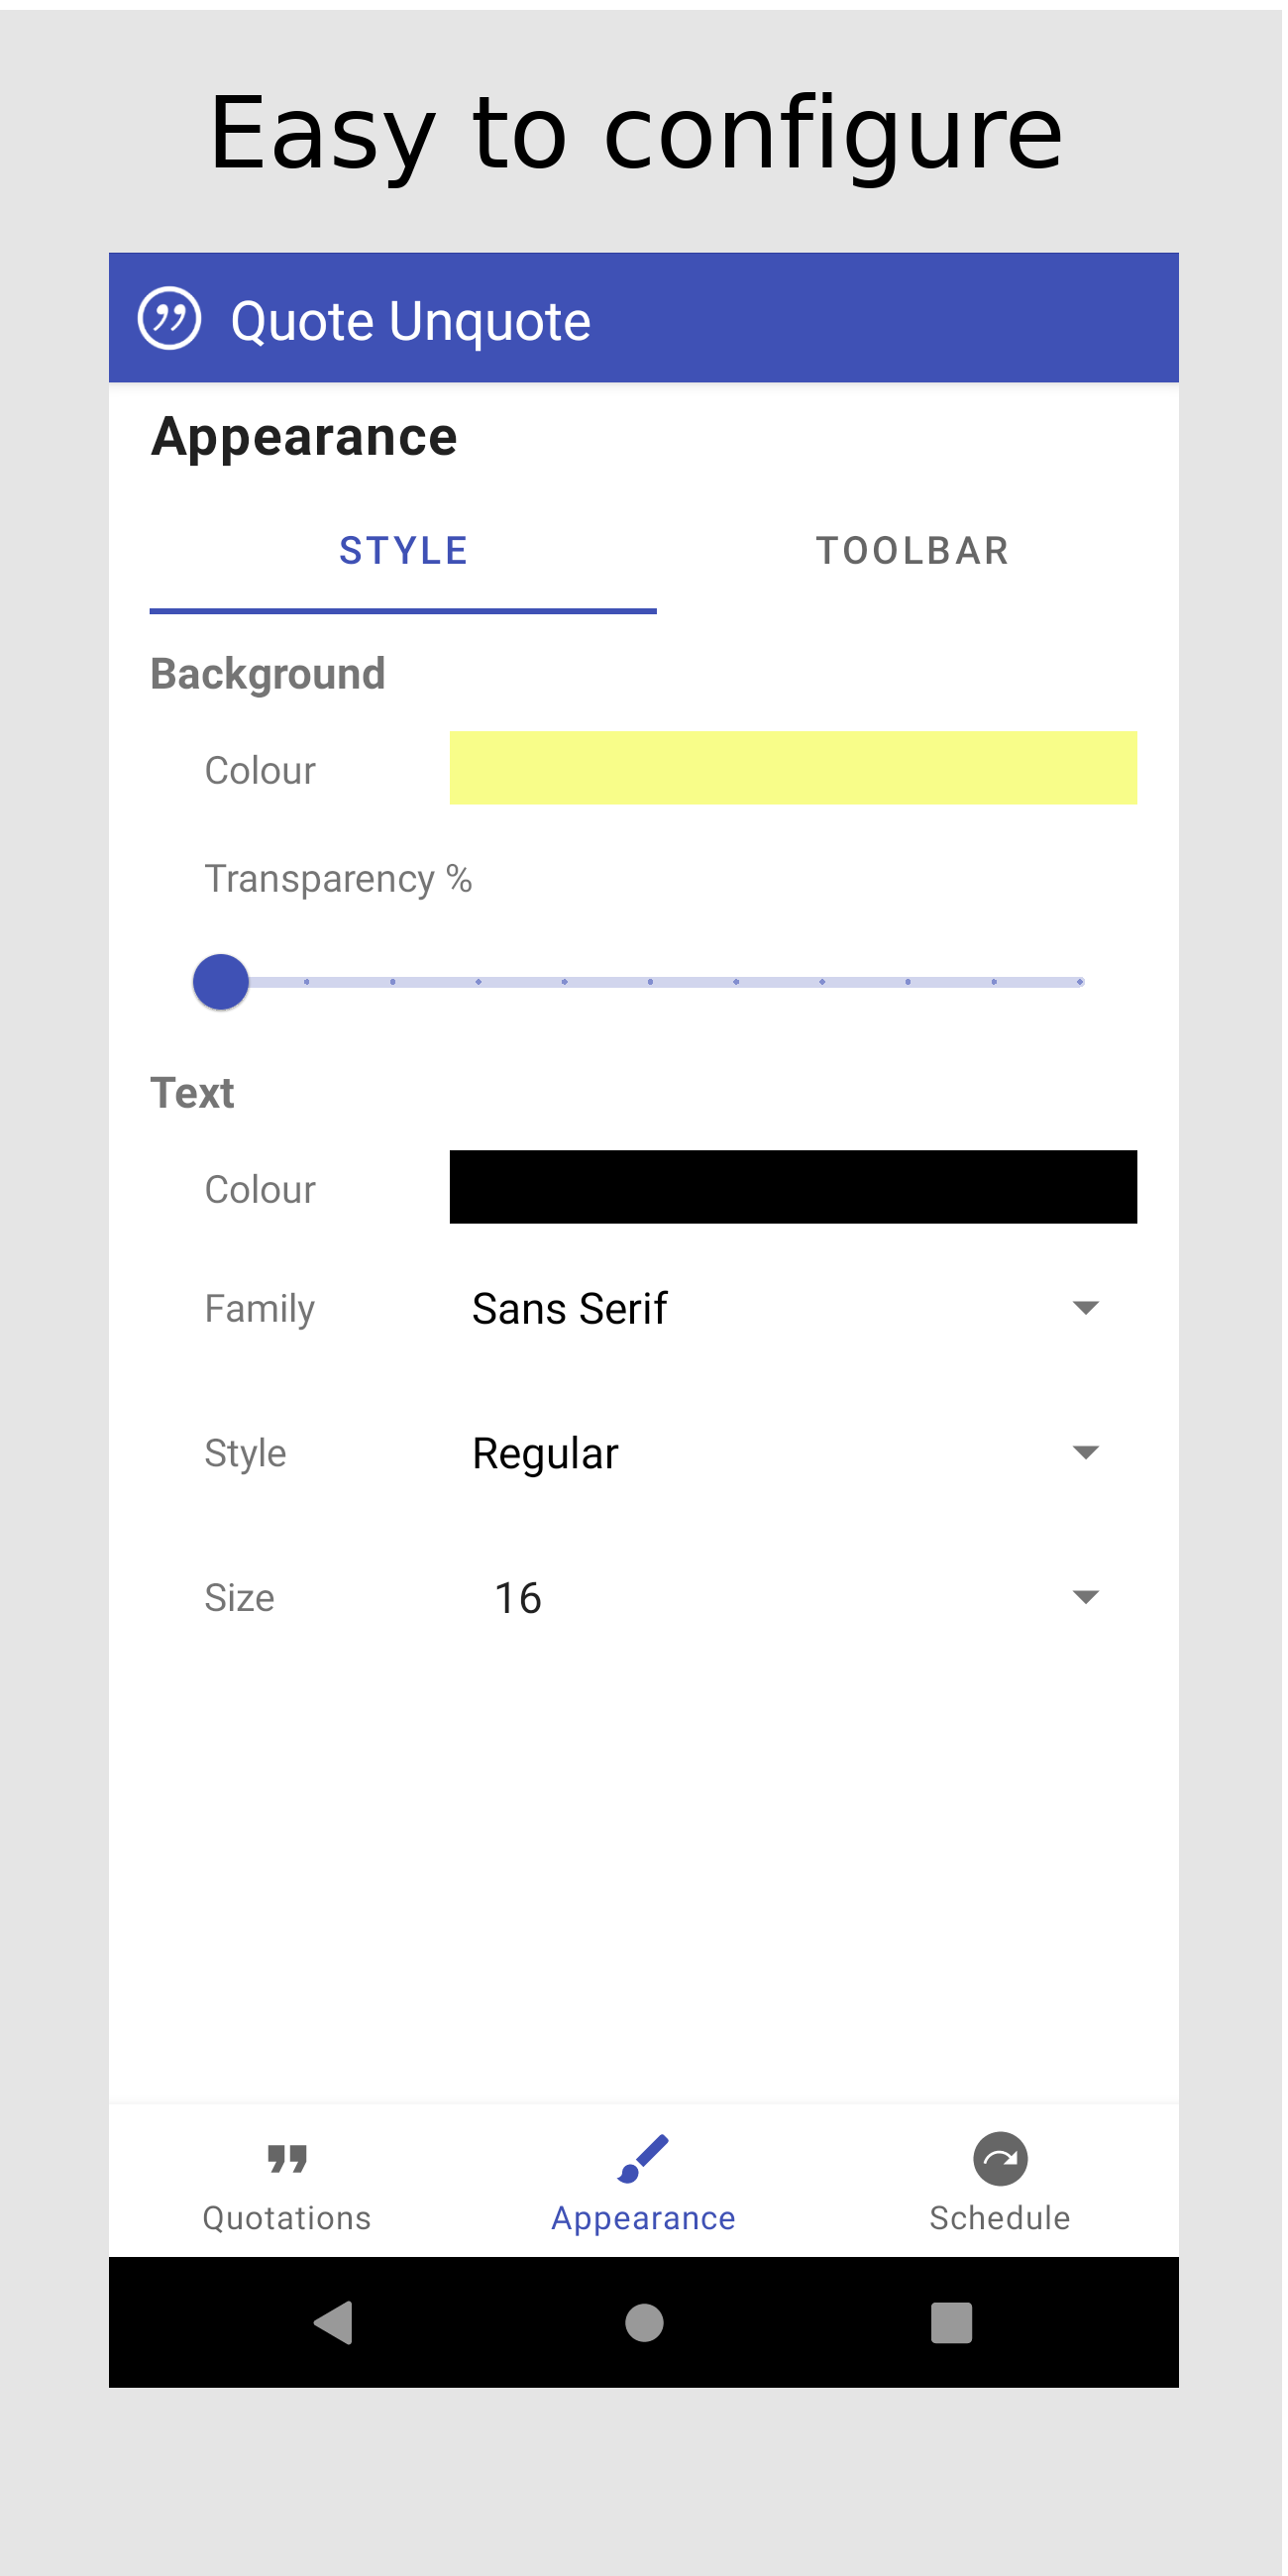 Easy to configure
Quote Unquote
Appearance
STYLE TOOLBAR
Background
Colour
Transparency %
Text
Colour
Family Sans Serif
Style Regular
Size 16
Quotations Appearance Schedule